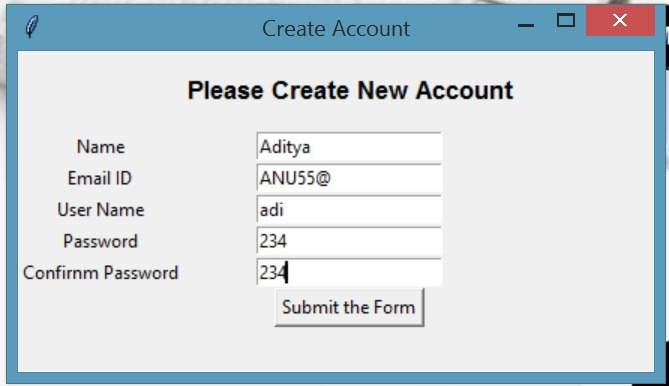 Create Account
Please Create New Account
Name Aditya
Email ID ANU55@
User Name adi
Password 234
Confirnm Password 234
Submit the Form